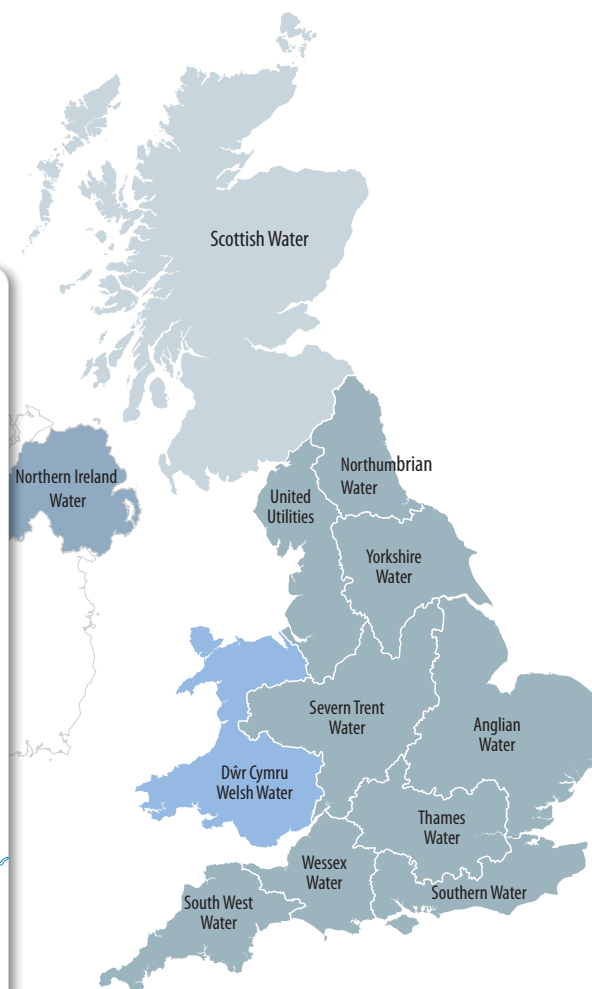 Scottish Water
Northern Ireland
Water
Northumbrian
Water
United
Utilities
Yorkshire
Water
Severn Trent
Water
Anglian
Water
Dŵr Cymru
Welsh Water
Thames
Water
Wessex
Water
Southern Water
South West
Water